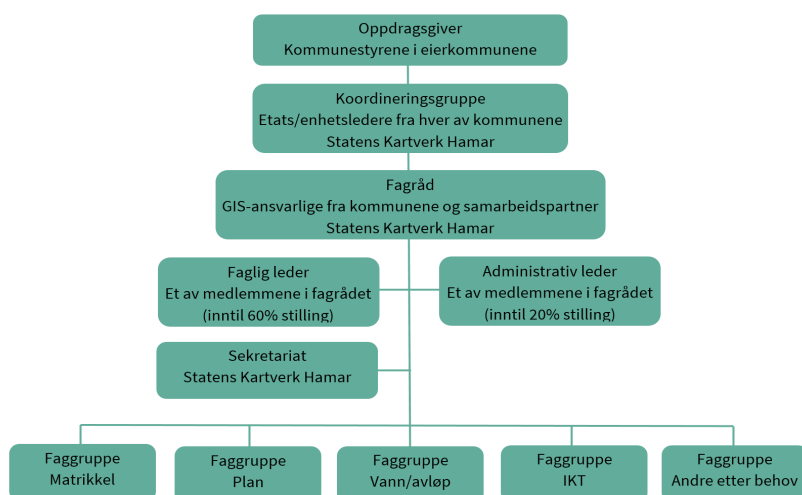 Oppdragsgiver
Kommunestyrene i eierkommunene
Koordineringsgruppe
Etats/enhetsledere fra hver av kommunene
Statens Kartverk Hamar
Fagråd
GIS-ansvarlige fra kommunene og samarbeidspartner
Statens Kartverk Hamar
Faglig leder
Et av medlemmene i fagrådet
(inntil 60% stilling)
Administrativ leder
Et av medlemmene i fagrådet
(inntil 20% stilling)
Sekretariat
Statens Kartverk Hamar
Faggruppe
Matrikkel
Faggruppe
Plan
Faggruppe
Vann/avløp
Faggruppe
IKT
Faggruppe
Andre etter behov